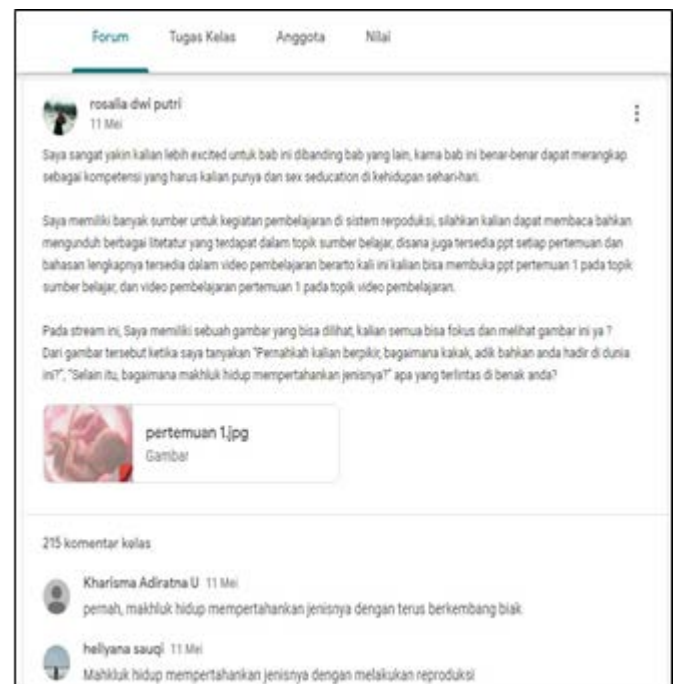 Forum Tugas Kelas Anggota Nilai
rosalia dwi putri
11 Mei
Saya sangat yakin kalian lebih excited untuk bab ini dibanding bab yang lain, karna bab ini benar-benar dapat merangkap
sebagai kompetensi yang harus kalian punya dan sex seducation di kehidupan sehari-hari.
Saya memiliki banyak sumber untuk kegiatan pembelajaran di sistem rerpoduksi, silahkan kalian dapat membaca bahkan
mengunduh berbagai litetatur yang terdapat dalam topik sumber belajar, disana juga tersedia ppt setiap pertemuan dan
bahasan lengkapnya tersedia dalam video pembelajaran berarto kali ini kalian bisa membuka ppt pertemuan 1 pada topik
sumber belajar, dan video pembelajaran pertemuan 1 pada topik video pembelajaran.
Pada stream ini, Saya memiliki sebuah gambar yang bisa dilihat, kalian semua bisa fokus dan melihat gambar ini ya ?
Dari gambar tersebut ketika saya tanyakan "Pernahkah kalian berpikir, bagaimana kakak, adik bahkan anda hadir di dunia
ini?", "Selain itu, bagaimana makhluk hidup mempertahankan jenisnya?" apa yang terlintas di benak anda?
pertemuan 1.jpg
Gambar
215 komentar kelas
Kharisma Adiratna U 11 Mei
pernah, makhluk hidup mempertahankan jenisnya dengan terus berkembang biak
hellyana sauqi 11 Mei
Mahkluk hidup mempertahankan jenisnya dengan melakukan reproduksi